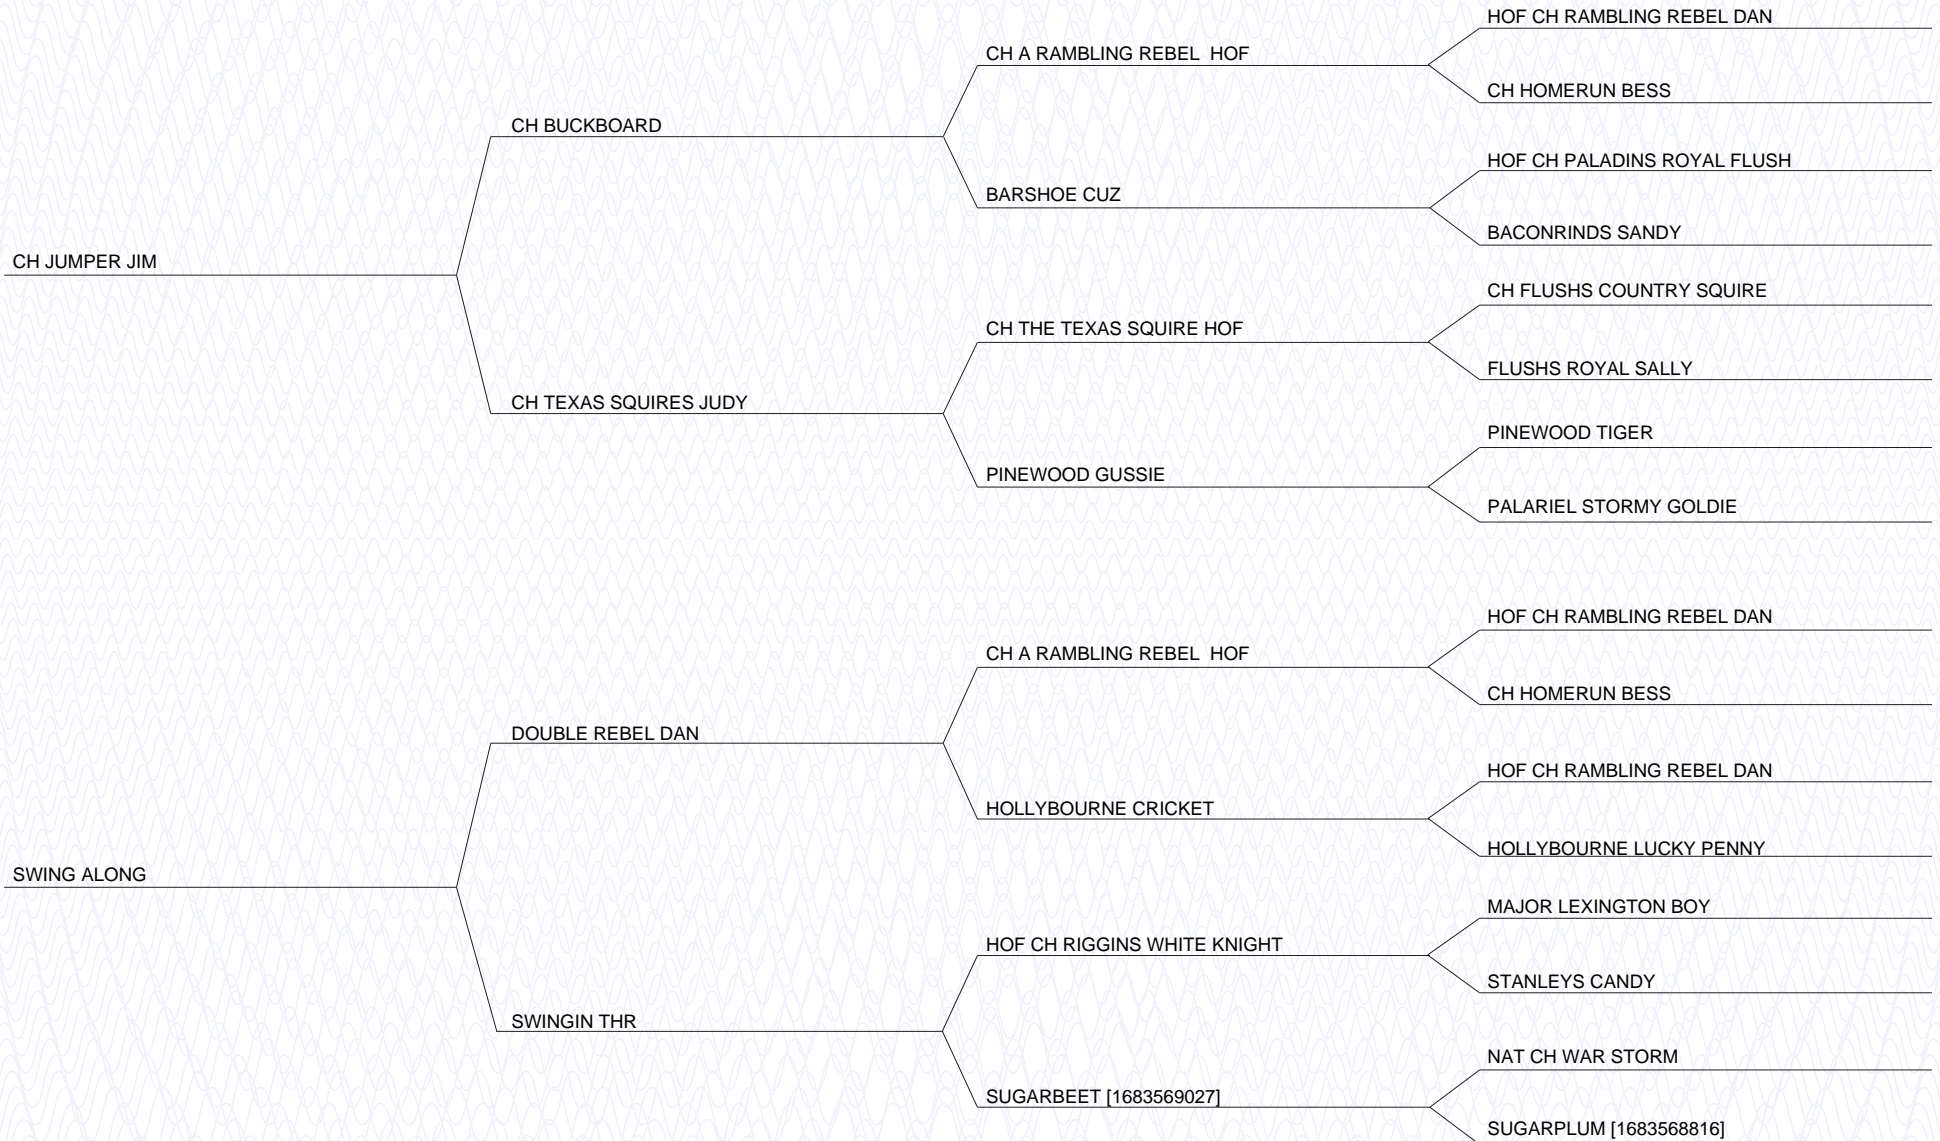 HOF CH RAMBLING REBEL DAN
CH A RAMBLING REBEL  HOF
CH HOMERUN BESS
CH BUCKBOARD
HOF CH PALADINS ROYAL FLUSH
BARSHOE CUZ
BACONRINDS SANDY
CH JUMPER JIM
CH FLUSHS COUNTRY SQUIRE
CH THE TEXAS SQUIRE HOF
FLUSHS ROYAL SALLY
CH TEXAS SQUIRES JUDY
PINEWOOD TIGER
PINEWOOD GUSSIE
PALARIEL STORMY GOLDIE
HOF CH RAMBLING REBEL DAN
CH A RAMBLING REBEL  HOF
CH HOMERUN BESS
DOUBLE REBEL DAN
HOF CH RAMBLING REBEL DAN
HOLLYBOURNE CRICKET
HOLLYBOURNE LUCKY PENNY
SWING ALONG
MAJOR LEXINGTON BOY
HOF CH RIGGINS WHITE KNIGHT
STANLEYS CANDY
SWINGIN THR
NAT CH WAR STORM
SUGARBEET [1683569027]
SUGARPLUM [1683568816]